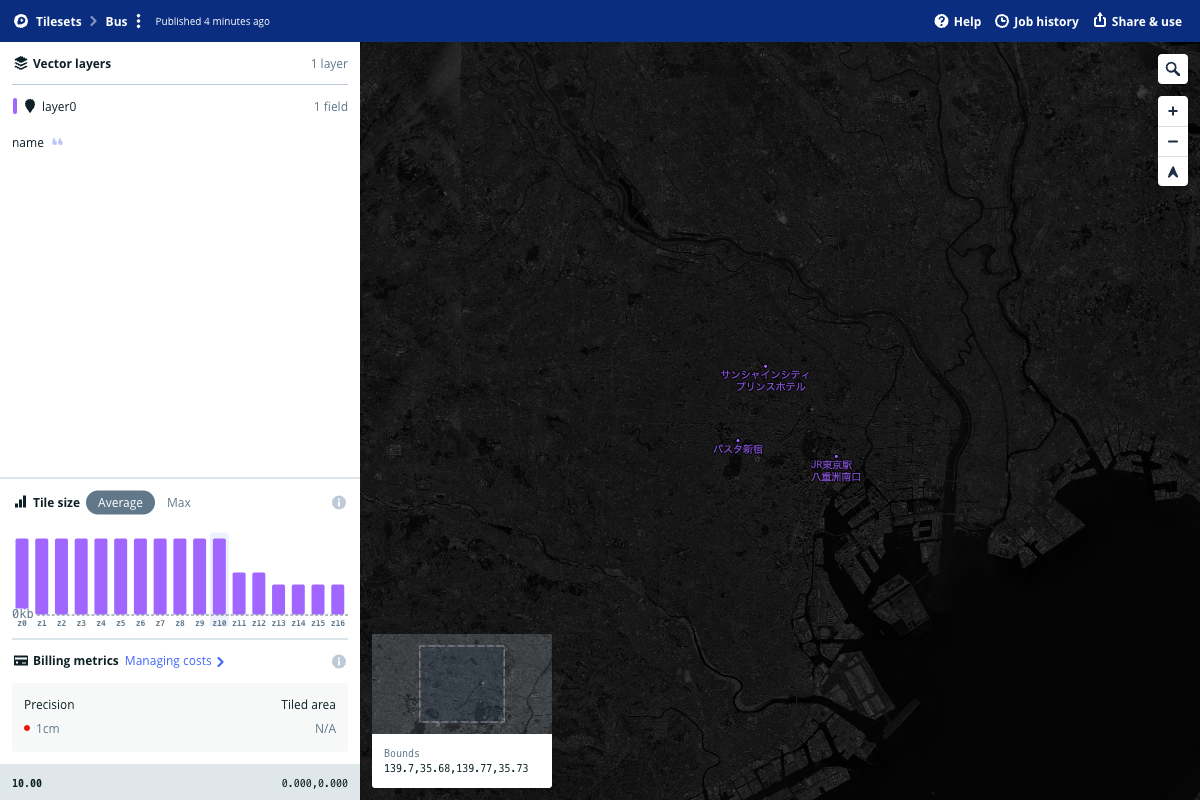 Tilesets > Bus Published 4 minutes ago Help Job history Share & use
Vector layers 1 layer
layer0 1 field
name
サンシャインシティ
プリンスホテル
バスタ新宿
JR東京駅
八重洲南口
Tile size Average Max
0kb
z0 z1 z2 z3 z4 z5 z6 z7 z8 z9 z10 z11 z12 z13 z14 z15 z16
Billing metrics Managing costs
Precision Tiled area
1cm N/A
10.00 0.000,0.000
Bounds
139.7,35.68,139.77,35.73